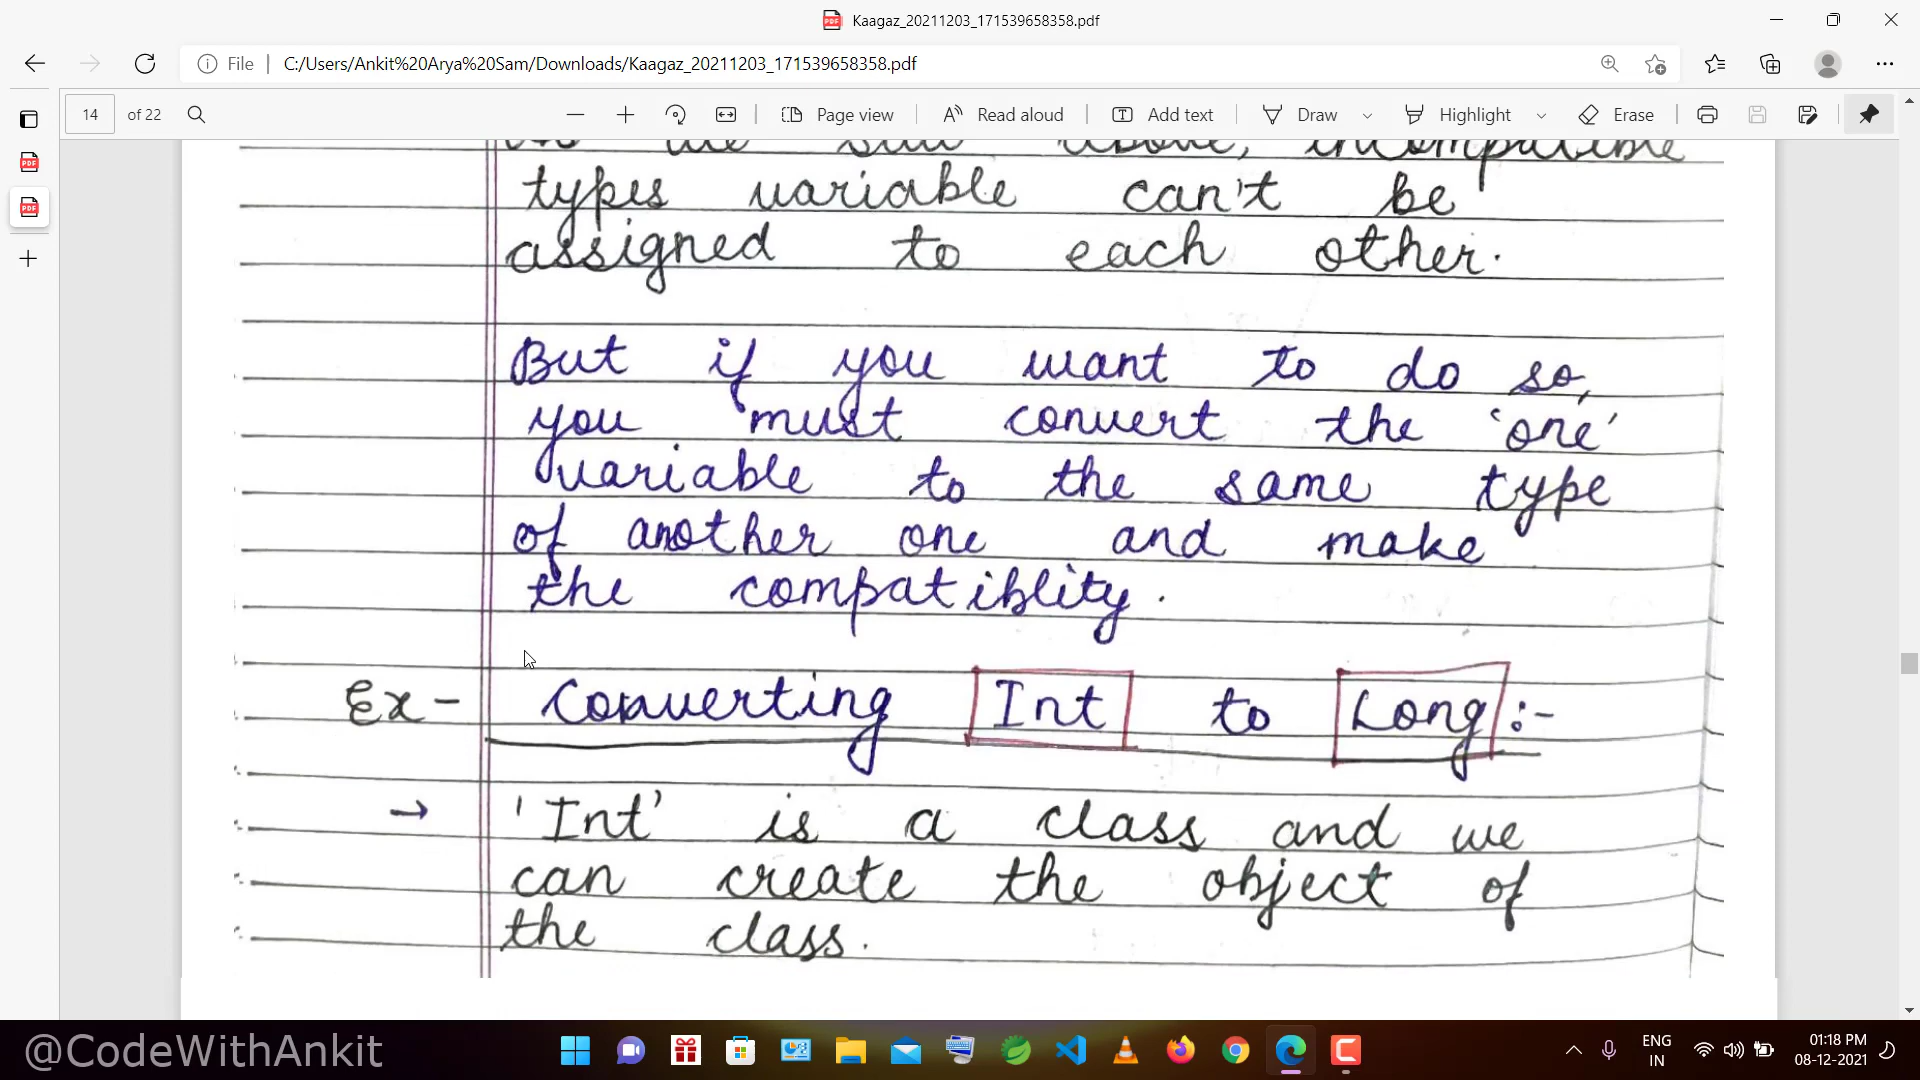 Kaagaz_20211203_171539658358.pdf
File C:/Users/Ankit%20Arya%20Sam/Downloads/Kaagaz_20211203_171539658358.pdf
14 of 22 Page view Read aloud Add text Draw Highlight Erase
above, incompatible
types variable can't be
assigned to each other.
But if you want to do so,
you must convert the 'one'
variable to the same type
of another one and make
the compatiblity.
Ex - Converting Int to Long :-
→ 'Int' is a class and we
can create the object of
the class.
@CodeWithAnkit
ENG
IN
01:18 PM
08-12-2021